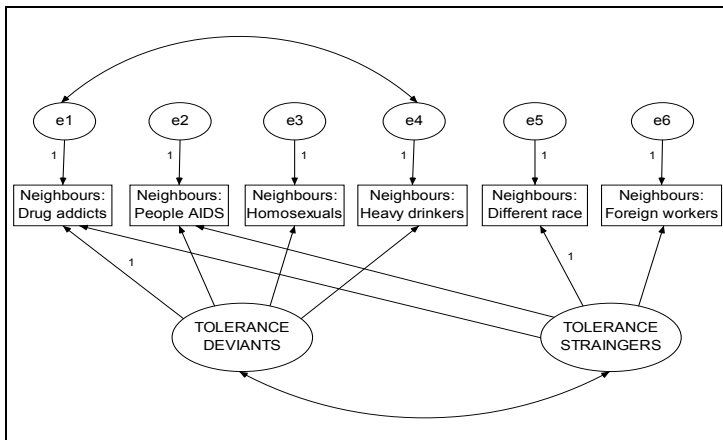 e1 e2 e3 e4 e5 e6
1 1 1 1 1 1
Neighbours: Neighbours: Neighbours: Neighbours: Neighbours: Neighbours:
Drug addicts People AIDS Homosexuals Heavy drinkers Different race Foreign workers
1 1
TOLERANCE TOLERANCE
DEVIANTS STRAINGERS